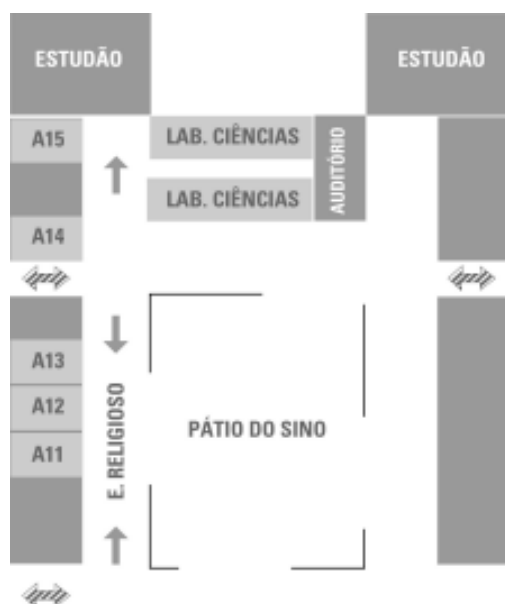 ESTUDÃO
ESTUDÃO
A15
LAB. CIÊNCIAS
AUDITÓRIO
LAB. CIÊNCIAS
A14
A13
A12
A11
E. RELIGIOSO
PÁTIO DO SINO